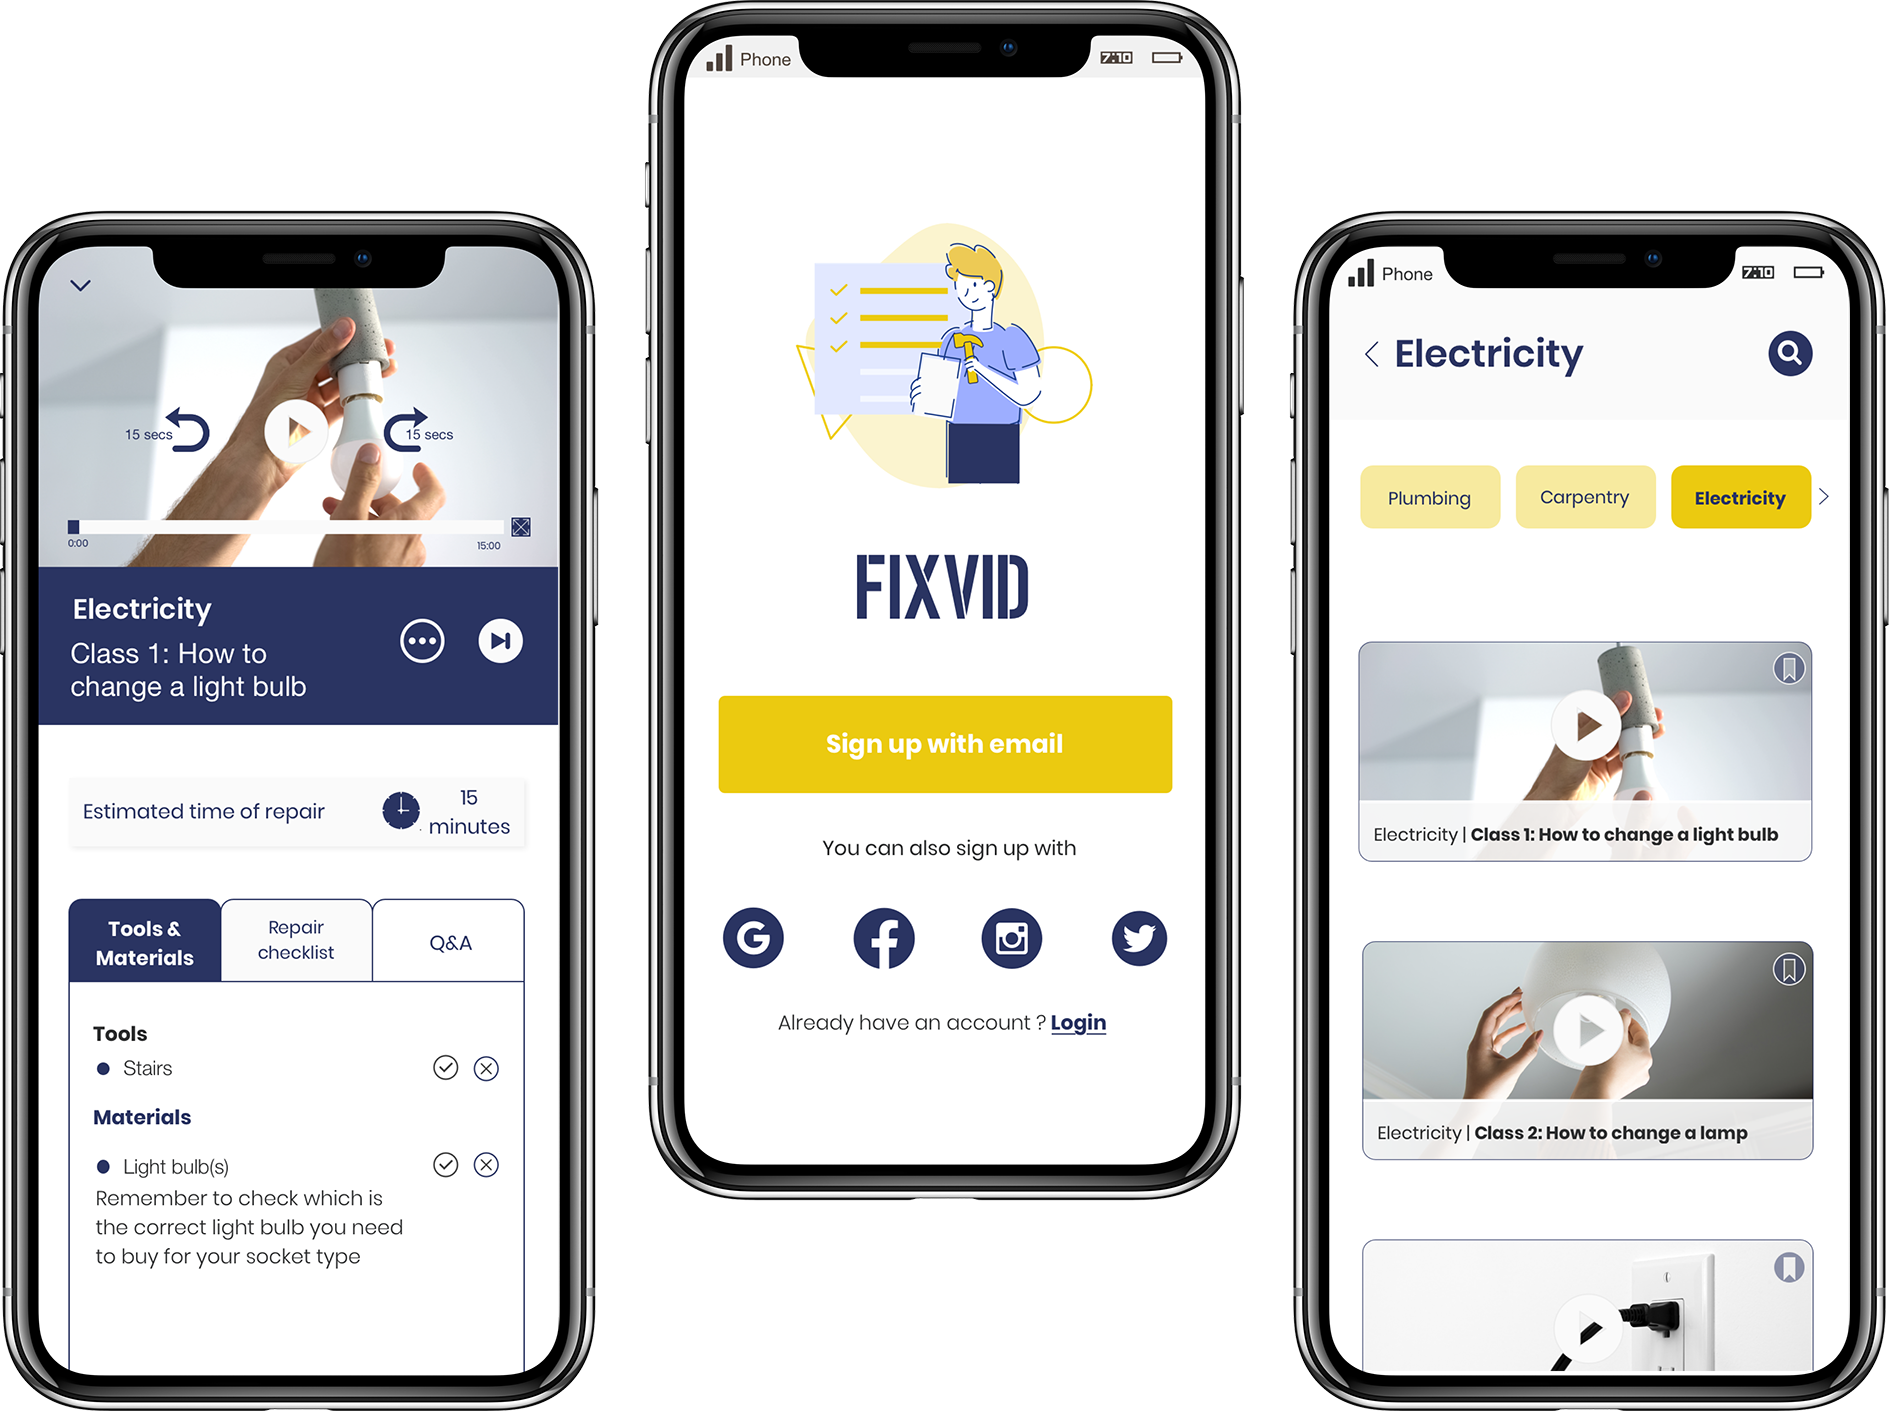 15 secs
15 secs
0:00
15:00
Electricity
Class 1: How to
change a light bulb
Estimated time of repair
15
minutes
Tools &
Materials
Repair
checklist
Q&A
Tools
Stairs
Materials
Light bulb(s)
Remember to check which is
the correct light bulb you need
to buy for your socket type
Phone
7:10
FIXVID
Sign up with email
You can also sign up with
Already have an account ? Login
Phone
7:10
Electricity
Plumbing
Carpentry
Electricity
Electricity | Class 1: How to change a light bulb
Electricity | Class 2: How to change a lamp